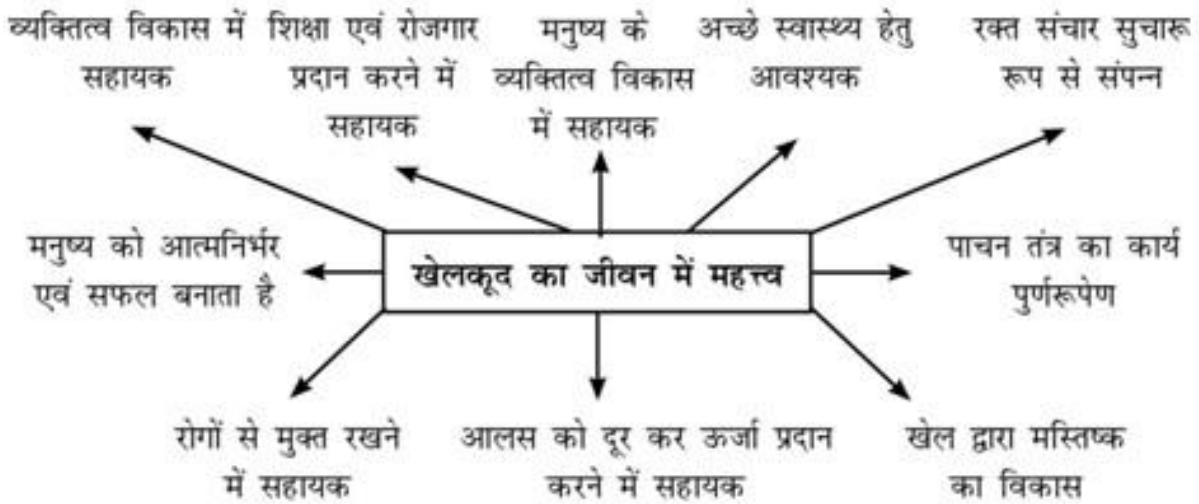 व्यक्तित्व विकास में
सहायक
शिक्षा एवं रोजगार
प्रदान करने में
सहायक
मनुष्य के
व्यक्तित्व विकास
में सहायक
अच्छे स्वास्थ्य हेतु
आवश्यक
रक्त संचार सुचारू
रूप से संपन्न
मनुष्य को आत्मनिर्भर
एवं सफल बनाता है
खेलकूद का जीवन में महत्त्व
पाचन तंत्र का कार्य
पुर्णरूपेण
रोगों से मुक्त रखने
में सहायक
आलस को दूर कर ऊर्जा प्रदान
करने में सहायक
खेल द्वारा मस्तिष्क
का विकास